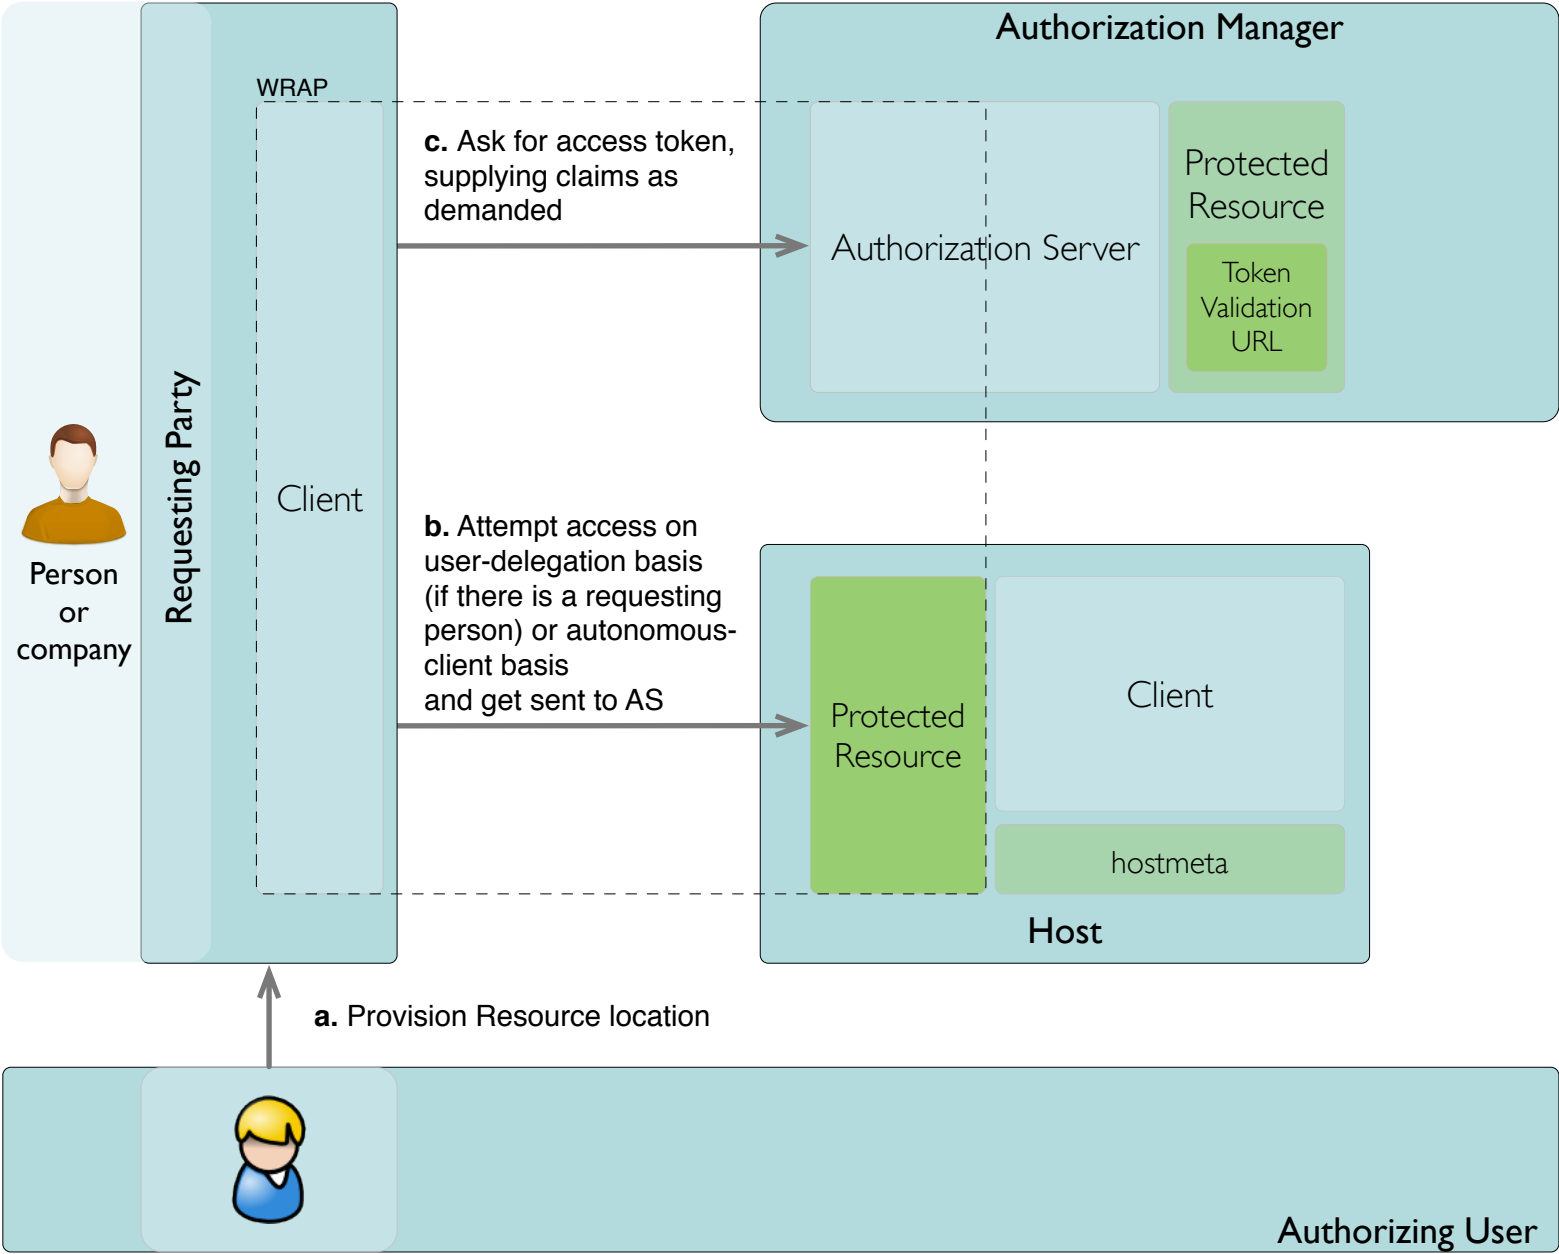 Authorization Manager
WRAP
c. Ask for access token,
supplying claims as
demanded
Authorization Server
Protected
Resource
Token
Validation
URL
Person
or
company
Requesting Party
Client
b. Attempt access on
user-delegation basis
(if there is a requesting
person) or autonomous-
client basis
and get sent to AS
Protected
Resource
Client
hostmeta
Host
a. Provision Resource location
Authorizing User